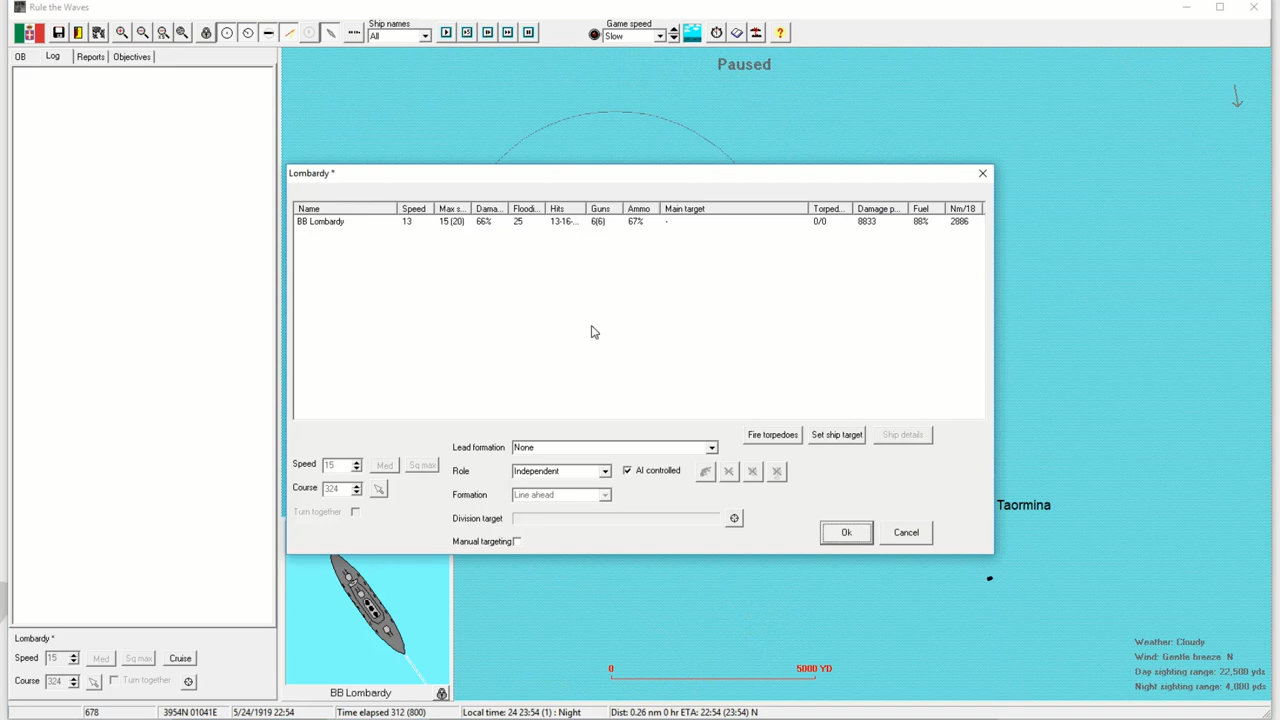 Rule the Waves
Ship names
All
Game speed
Slow
OB Log Reports Objectives
Paused
Lombardy *
Name Speed Max s... Dama... Floodi... Hits Guns Ammo Main target Torped... Damage p... Fuel Nm/18
BB Lombardy 13 15 (20) 66% 25 13-16-... 6(6) 67% - 0/0 8833 88% 2886
Fire torpedoes Set ship target Ship details
Lead formation None
Speed 15 Med Sq max
Role Independent AI controlled
Course 324
Formation Line ahead
Turn together
Division target
Manual targeting
Ok Cancel
Taormina
Lombardy *
Speed 15 Med Sq max Cruise
Course 324 Turn together
BB Lombardy
0 5000 YD
Weather: Cloudy
Wind: Gentle breeze N
Day sighting range: 22,500 yds
Night sighting range: 4,000 yds
678 3954N 01041E 5/24/1919 22:54 Time elapsed 312 (800) Local time: 24 23:54 (1) : Night Dist: 0.26 nm 0 hr ETA: 22:54 (23:54) N